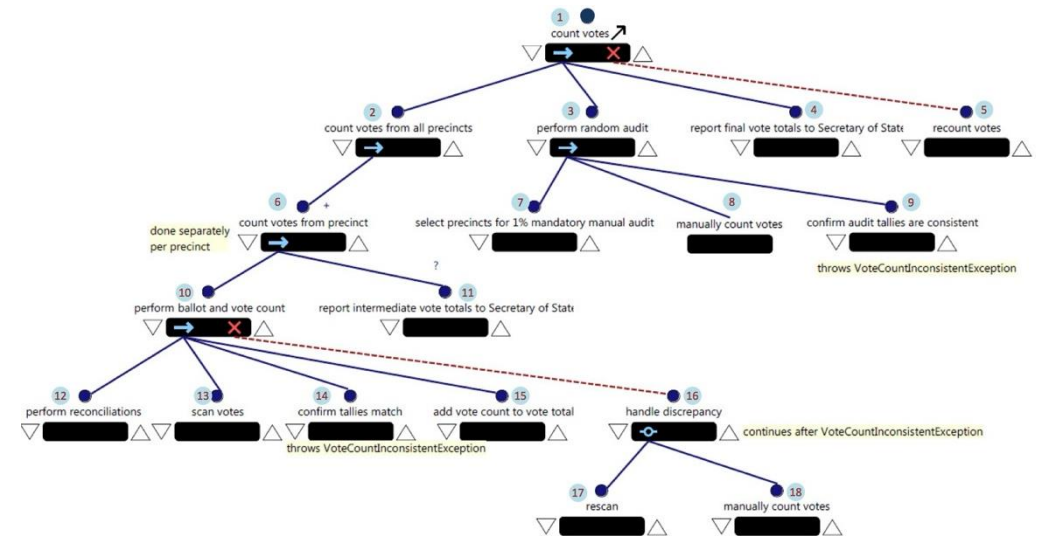 1
count votes
2
3
4
5
count votes from all precincts
perform random audit
report final vote totals to Secretary of State
recount votes
6
+
7
8
9
done separately
per precinct
count votes from precinct
select precincts for 1% mandatory manual audit
manually count votes
confirm audit tallies are consistent
throws VoteCountInconsistentException
?
10
11
perform ballot and vote count
report intermediate vote totals to Secretary of State
12
13
14
15
16
perform reconciliations
scan votes
confirm tallies match
add vote count to vote total
handle discrepancy
throws VoteCountInconsistentException
continues after VoteCountInconsistentException
17
18
rescan
manually count votes